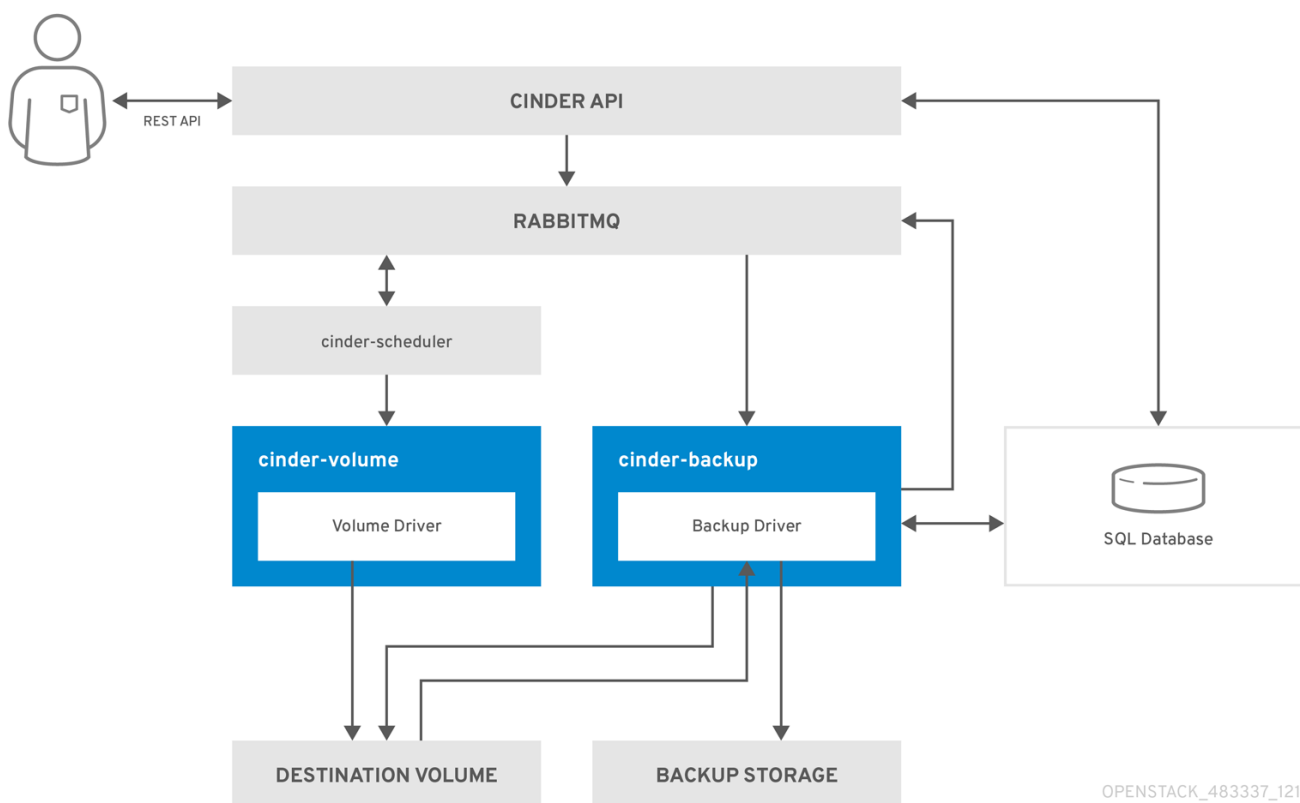 CINDER API
REST API
RABBITMQ
cinder-scheduler
cinder-volume
cinder-backup
Volume Driver
Backup Driver
SQL Database
DESTINATION VOLUME
BACKUP STORAGE
OPENSTACK_483337_121